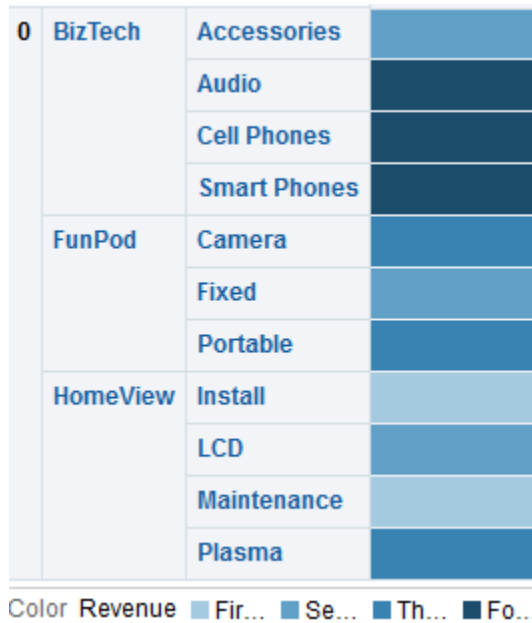 0 BizTech Accessories
Audio
Cell Phones
Smart Phones
FunPod Camera
Fixed
Portable
HomeView Install
LCD
Maintenance
Plasma
Color Revenue Fir... Se... Th... Fo...